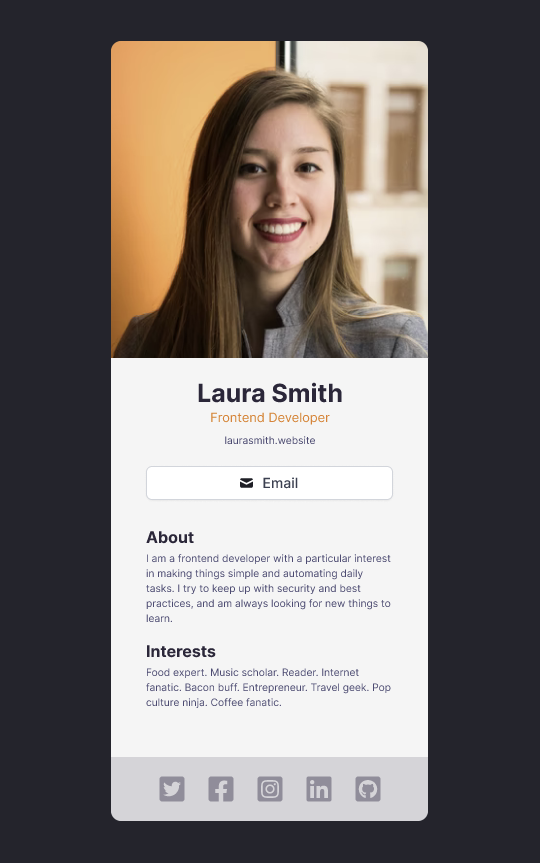 Laura Smith
Frontend Developer
laurasmith.website
Email
About
I am a frontend developer with a particular interest
in making things simple and automating daily
tasks. I try to keep up with security and best
practices, and am always looking for new things to
learn.
Interests
Food expert. Music scholar. Reader. Internet
fanatic. Bacon buff. Entrepreneur. Travel geek. Pop
culture ninja. Coffee fanatic.